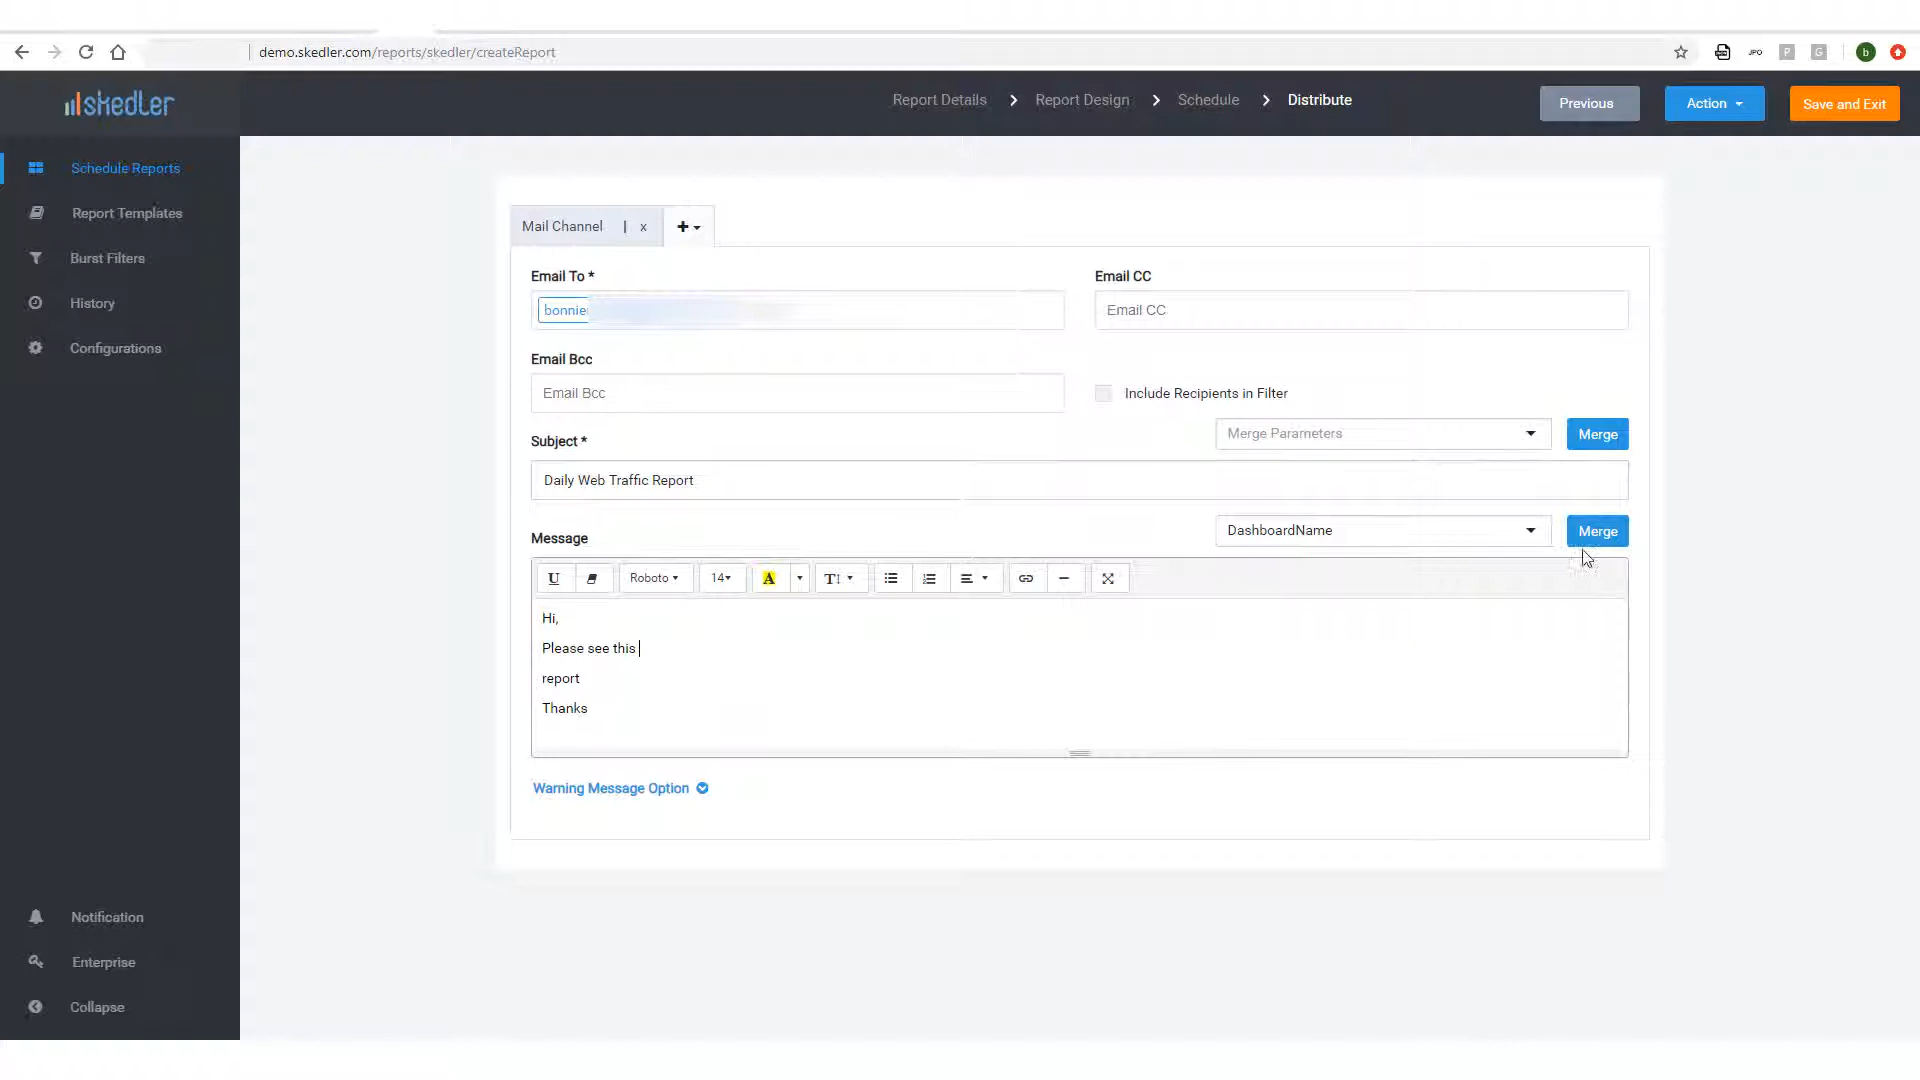 demo.skedler.com/reports/skedler/createReport
JPO
P
G
b
skedler
Report Details
Report Design
Schedule
Distribute
Previous
Action
Save and Exit
Schedule Reports
Report Templates
Burst Filters
History
Configurations
Notification
Enterprise
Collapse
Mail Channel | x
Email To *
Email CC
bonnie
Email CC
Email Bcc
Email Bcc
Include Recipients in Filter
Subject *
Merge Parameters
Merge
Daily Web Traffic Report
Message
DashboardName
Merge
U
Roboto
14
A
T
Hi,
Please see this
report
Thanks
Warning Message Option